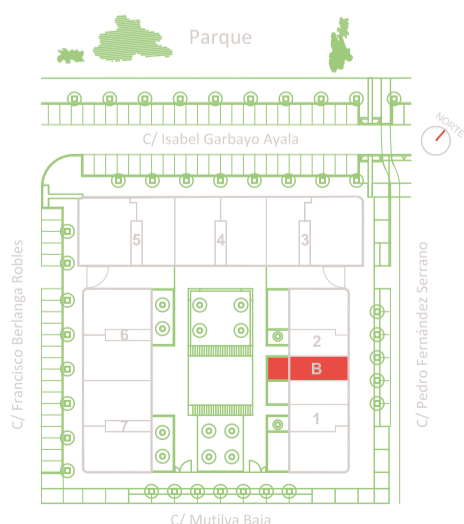 Parque
NORTE
C/ Isabel Garbayo Ayala
5
4
3
C/ Francisco Berlanga Robles
C/ Pedro Fernández Serrano
6
2
B
7
1
C/ Mutilva Baja